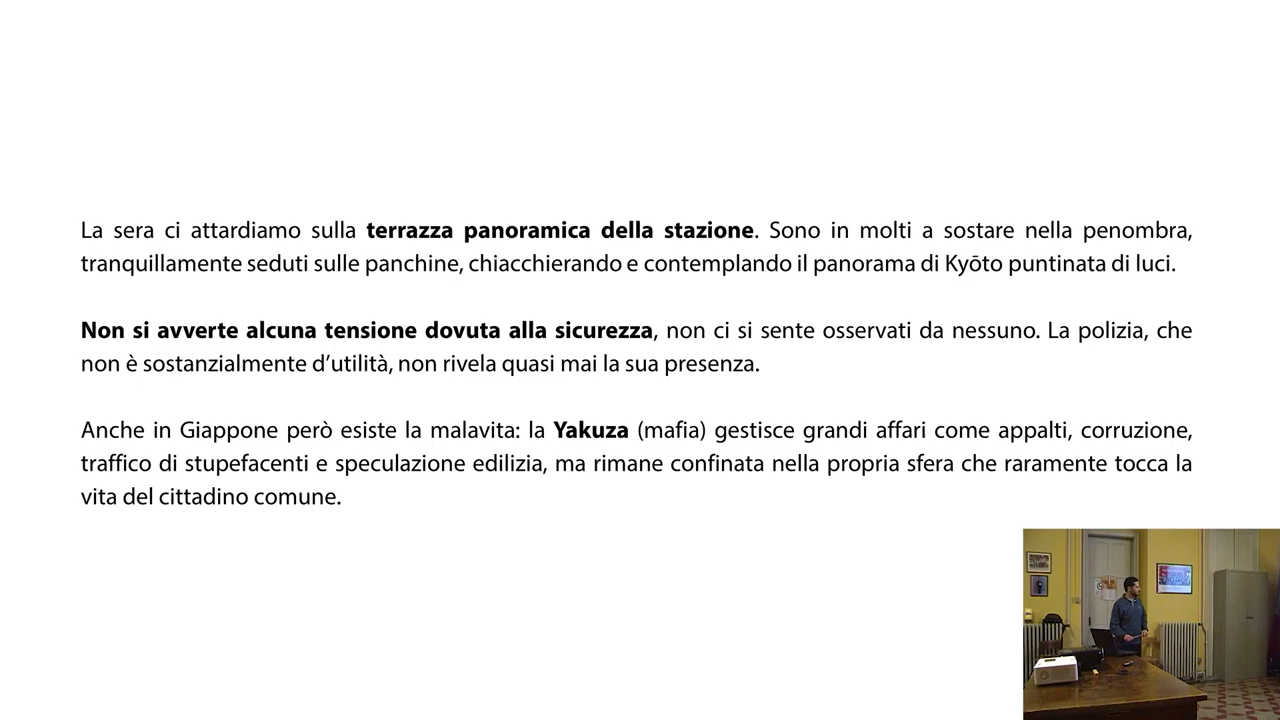 La sera ci attardiamo sulla terrazza panoramica della stazione. Sono in molti a sostare nella penombra,
tranquillamente seduti sulle panchine, chiacchierando e contemplando il panorama di Kyōto puntinata di luci.
Non si avverte alcuna tensione dovuta alla sicurezza, non ci si sente osservati da nessuno. La polizia, che
non è sostanzialmente d’utilità, non rivela quasi mai la sua presenza.
Anche in Giappone però esiste la malavita: la Yakuza (mafia) gestisce grandi affari come appalti, corruzione,
traffico di stupefacenti e speculazione edilizia, ma rimane confinata nella propria sfera che raramente tocca la
vita del cittadino comune.